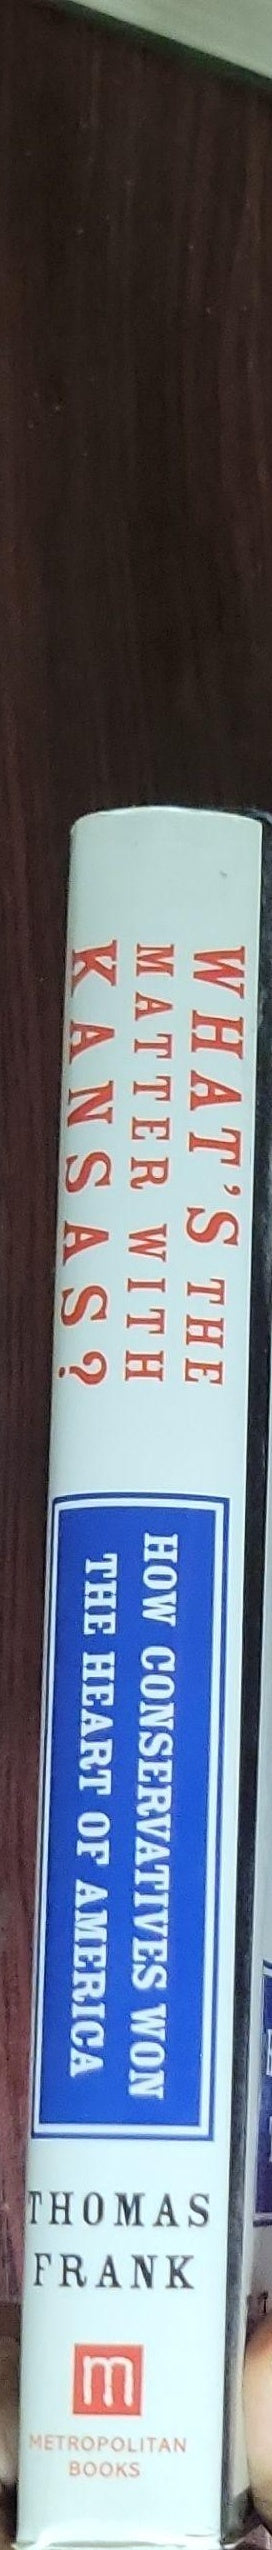 WHAT'S THE
MATTER WITH
KANSAS?
HOW CONSERVATIVES WON
THE HEART OF AMERICA
THOMAS
FRANK
m
METROPOLITAN
BOOKS